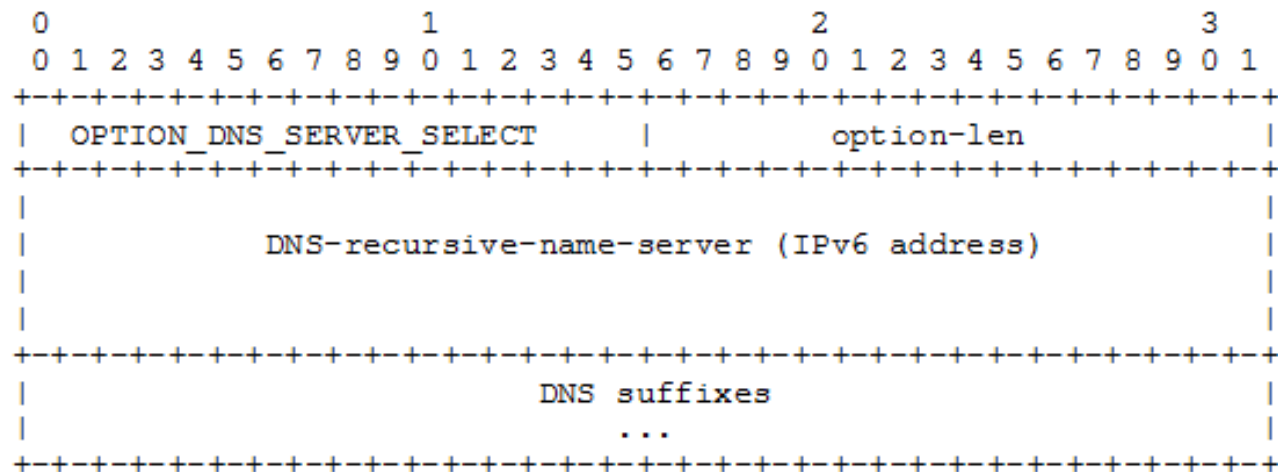 0                   1                   2                   3
 0 1 2 3 4 5 6 7 8 9 0 1 2 3 4 5 6 7 8 9 0 1 2 3 4 5 6 7 8 9 0 1
+-+-+-+-+-+-+-+-+-+-+-+-+-+-+-+-+-+-+-+-+-+-+-+-+-+-+-+-+-+-+-+-+
|  OPTION_DNS_SERVER_SELECT     |         option-len            |
+-+-+-+-+-+-+-+-+-+-+-+-+-+-+-+-+-+-+-+-+-+-+-+-+-+-+-+-+-+-+-+-+
|                                                               |
|            DNS-recursive-name-server (IPv6 address)           |
|                                                               |
|                                                               |
+-+-+-+-+-+-+-+-+-+-+-+-+-+-+-+-+-+-+-+-+-+-+-+-+-+-+-+-+-+-+-+-+
|                          DNS suffixes                         |
|                              ...                              |
+-+-+-+-+-+-+-+-+-+-+-+-+-+-+-+-+-+-+-+-+-+-+-+-+-+-+-+-+-+-+-+-+